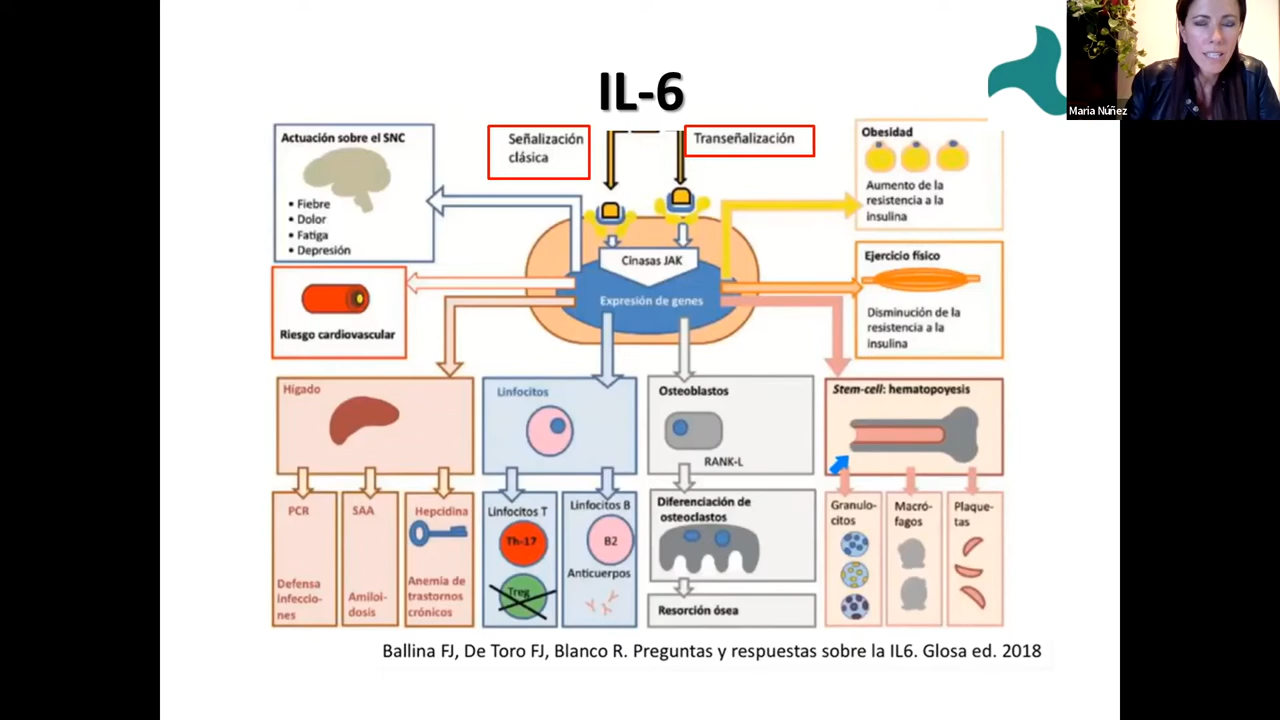 IL-6
Maria Núñez
Actuación sobre el SNC
• Fiebre
• Dolor
• Fatiga
• Depresión
Señalización
clásica
Transeñalización
Obesidad
Aumento de la
resistencia a la
insulina
Cinasas JAK
Expresión de genes
Riesgo cardiovascular
Ejercicio físico
Disminución de la
resistencia a la
insulina
Hígado
Linfocitos
Osteoblastos
RANK-L
Stem-cell: hematopoyesis
PCR
Defensa
infeccio-
nes
SAA
Amiloi-
dosis
Hepcidina
Anemia de
trastornos
crónicos
Linfocitos T
Th-17
Treg
Linfocitos B
B2
Anticuerpos
Diferenciación de
osteoclastos
Resorción ósea
Granulo-
citos
Macró-
fagos
Plaque-
tas
Ballina FJ, De Toro FJ, Blanco R. Preguntas y respuestas sobre la IL6. Glosa ed. 2018